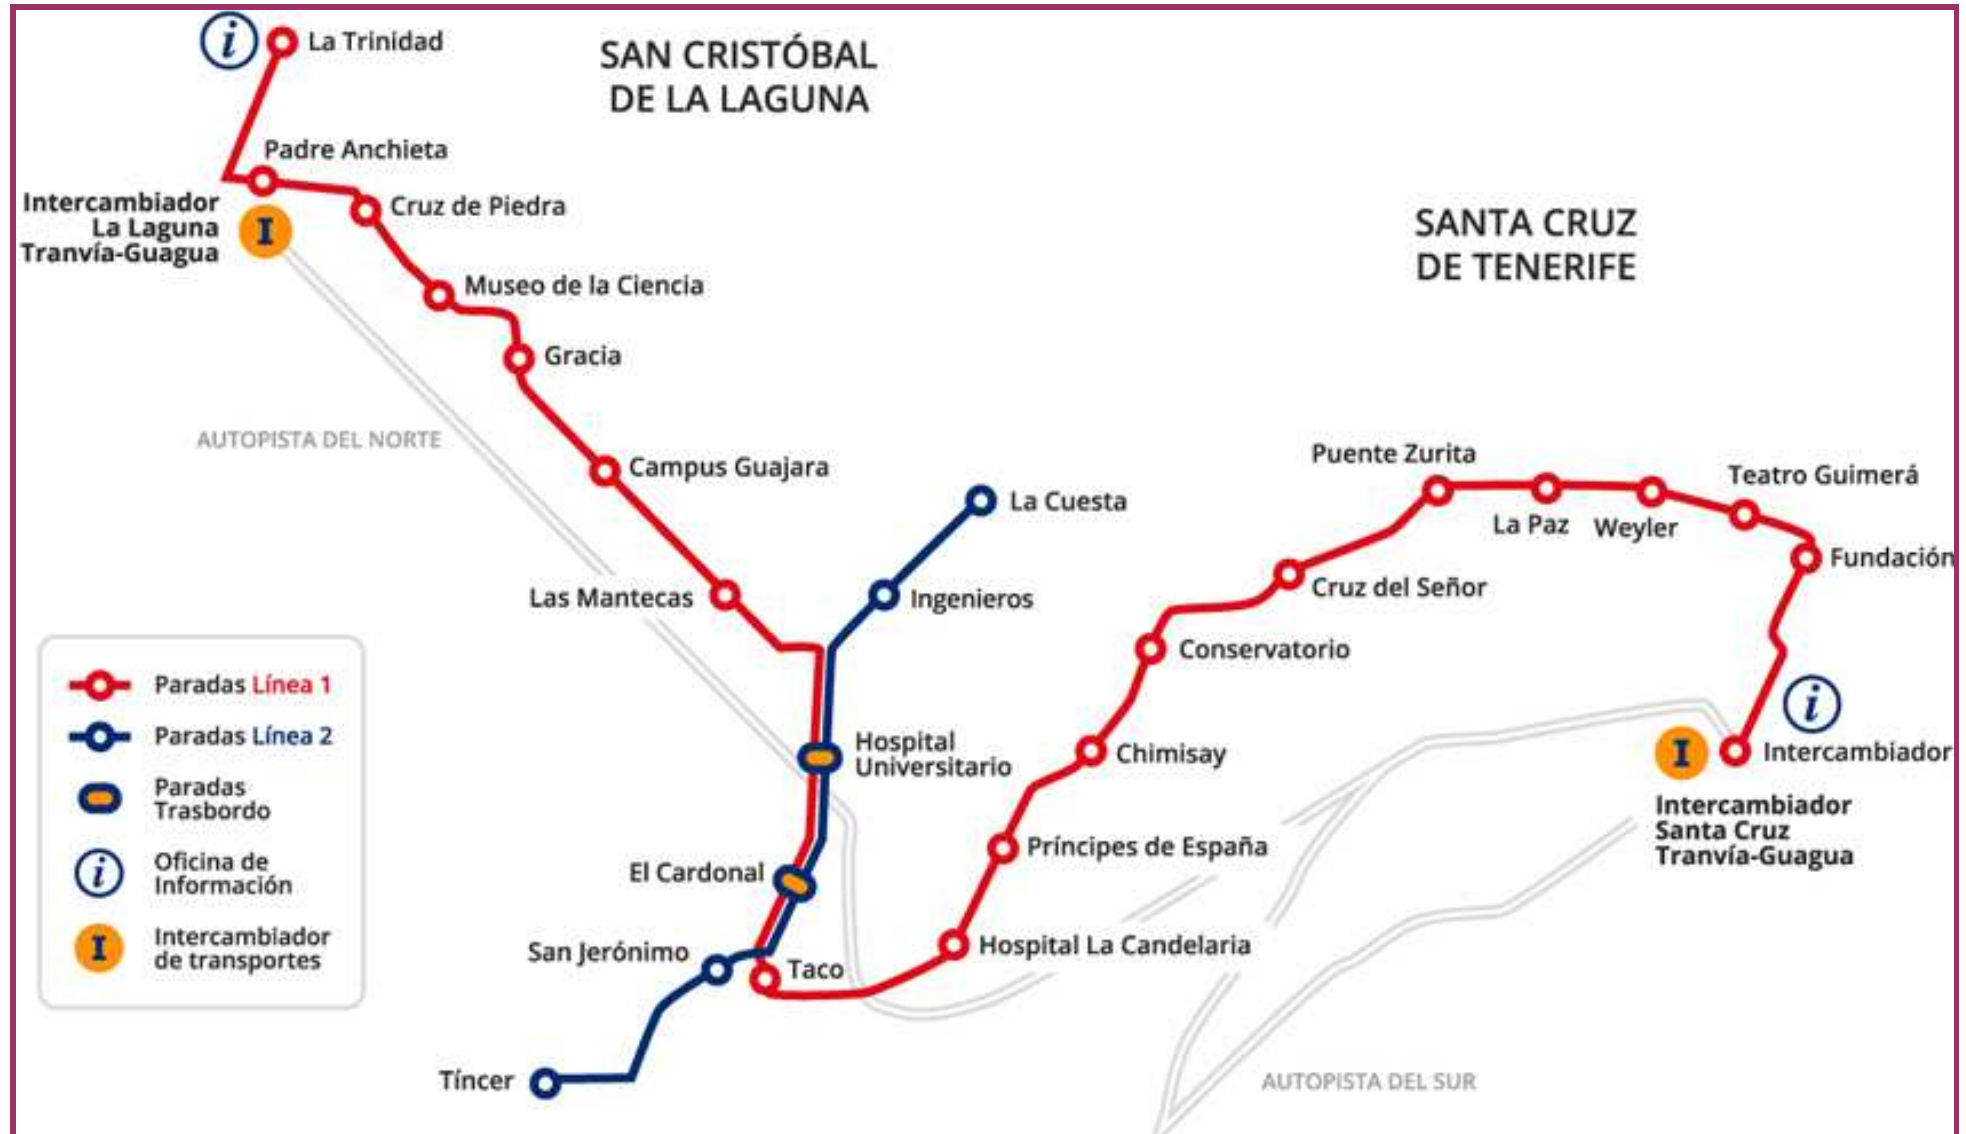 La Trinidad
SAN CRISTÓBAL
DE LA LAGUNA
Padre Anchieta
Intercambiador
La Laguna
Tranvía-Guagua
I
Cruz de Piedra
Museo de la Ciencia
Gracia
AUTOPISTA DEL NORTE
Campus Guajara
Las Mantecas
La Cuesta
Ingenieros
Hospital
Universitario
El Cardonal
San Jerónimo
Taco
Tíncer
SANTA CRUZ
DE TENERIFE
Puente Zurita
La Paz
Weyler
Teatro Guimerá
Fundación
Cruz del Señor
Conservatorio
Chimisay
Príncipes de España
Hospital La Candelaria
i
Intercambiador
I
Intercambiador
Santa Cruz
Tranvía-Guagua
AUTOPISTA DEL SUR
i
Paradas Línea 1
Paradas Línea 2
Paradas
Trasbordo
i
Oficina de
Información
I
Intercambiador
de transportes